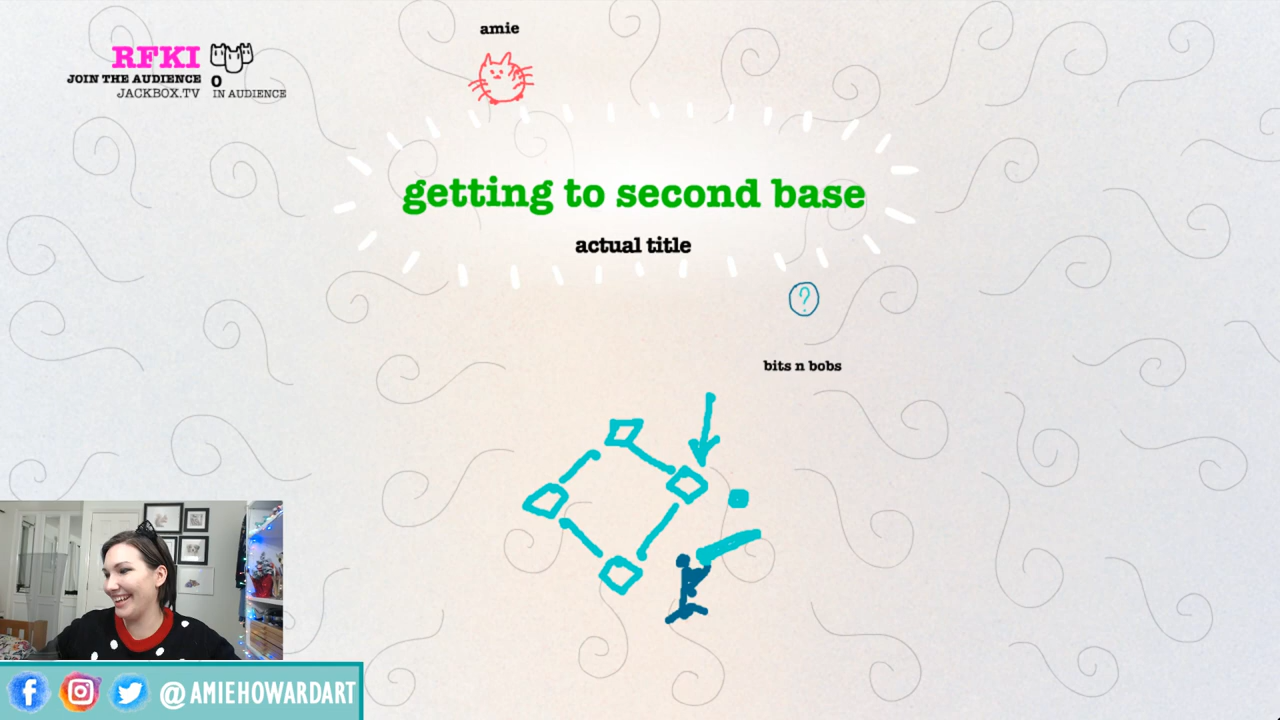 amie
RFKI
JOIN THE AUDIENCE
JACKBOX.TV
0
IN AUDIENCE
getting to second base
actual title
?
bits n bobs
@AMIEHOWARDART